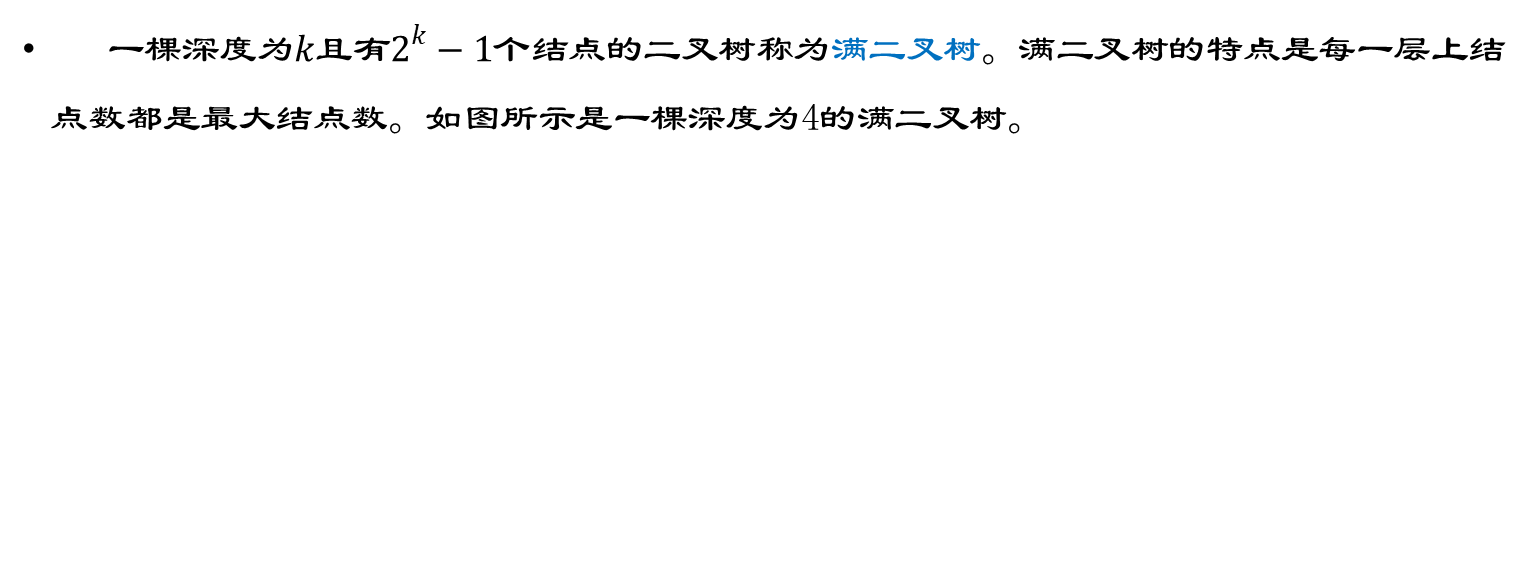 • 一棵深度为k且有2^k − 1个结点的二叉树称为满二叉树。满二叉树的特点是每一层上结
点数都是最大结点数。如图所示是一棵深度为4的满二叉树。